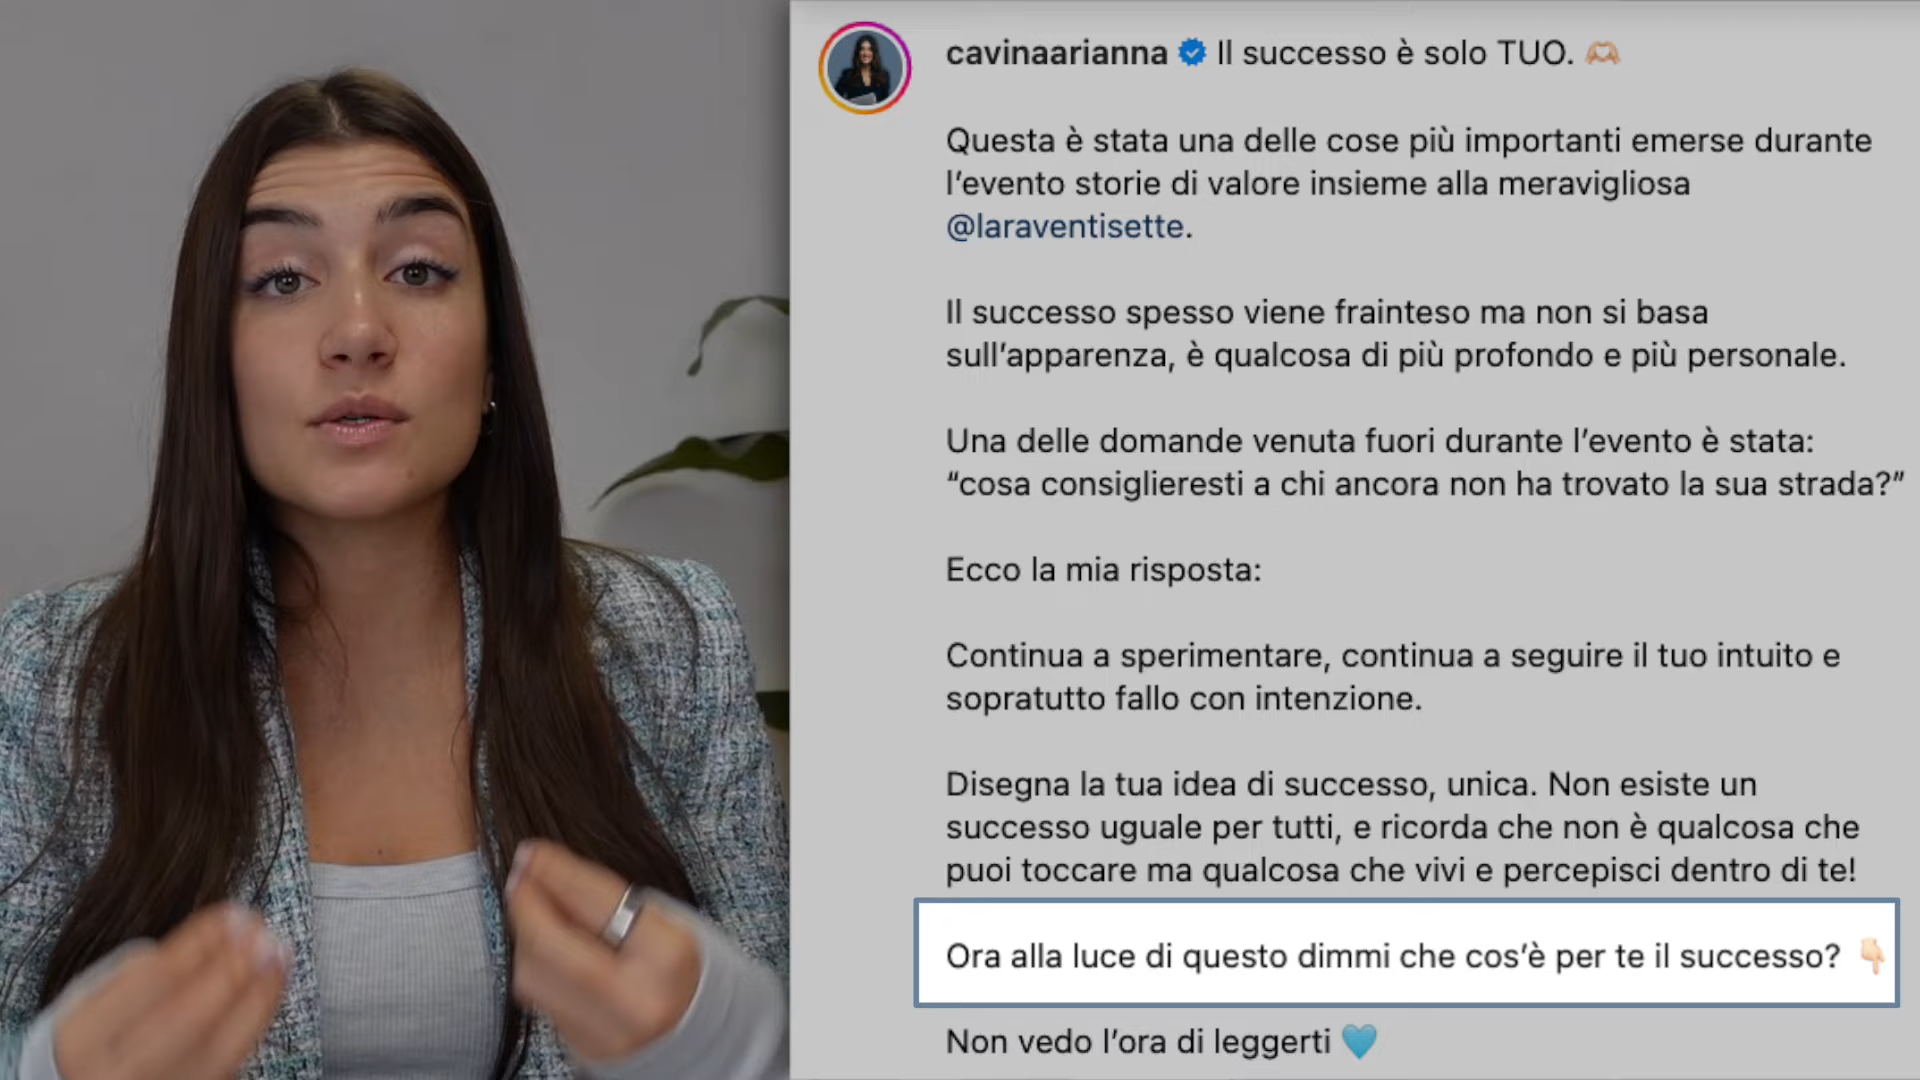 cavinaarianna Il successo è solo TUO. 🫶🏼
Questa è stata una delle cose più importanti emerse durante
l'evento storie di valore insieme alla meravigliosa
@laraventisette.
Il successo spesso viene frainteso ma non si basa
sull'apparenza, è qualcosa di più profondo e più personale.
Una delle domande venuta fuori durante l'evento è stata:
“cosa consiglieresti a chi ancora non ha trovato la sua strada?”
Ecco la mia risposta:
Continua a sperimentare, continua a seguire il tuo intuito e
sopratutto fallo con intenzione.
Disegna la tua idea di successo, unica. Non esiste un
successo uguale per tutti, e ricorda che non è qualcosa che
puoi toccare ma qualcosa che vivi e percepisci dentro di te!
Ora alla luce di questo dimmi che cos'è per te il successo? 👇🏻
Non vedo l'ora di leggerti 🩵